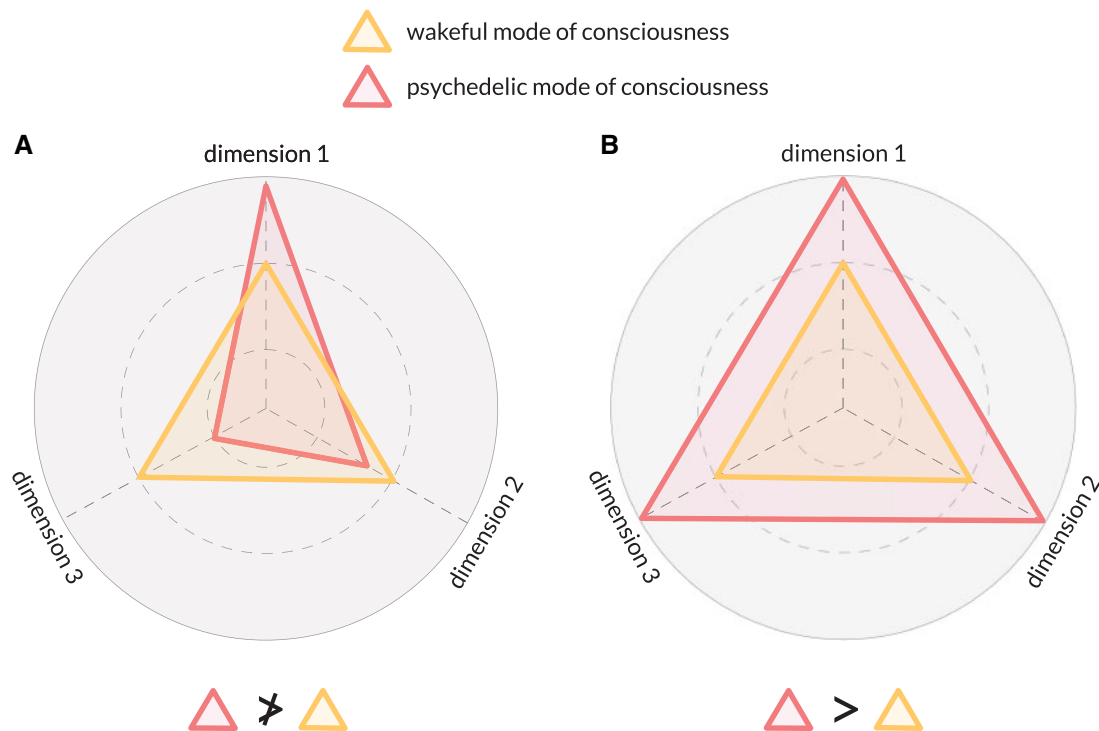 wakeful mode of consciousness
psychedelic mode of consciousness
A
B
dimension 1
dimension 1
dimension 3
dimension 2
dimension 3
dimension 2
≯
>